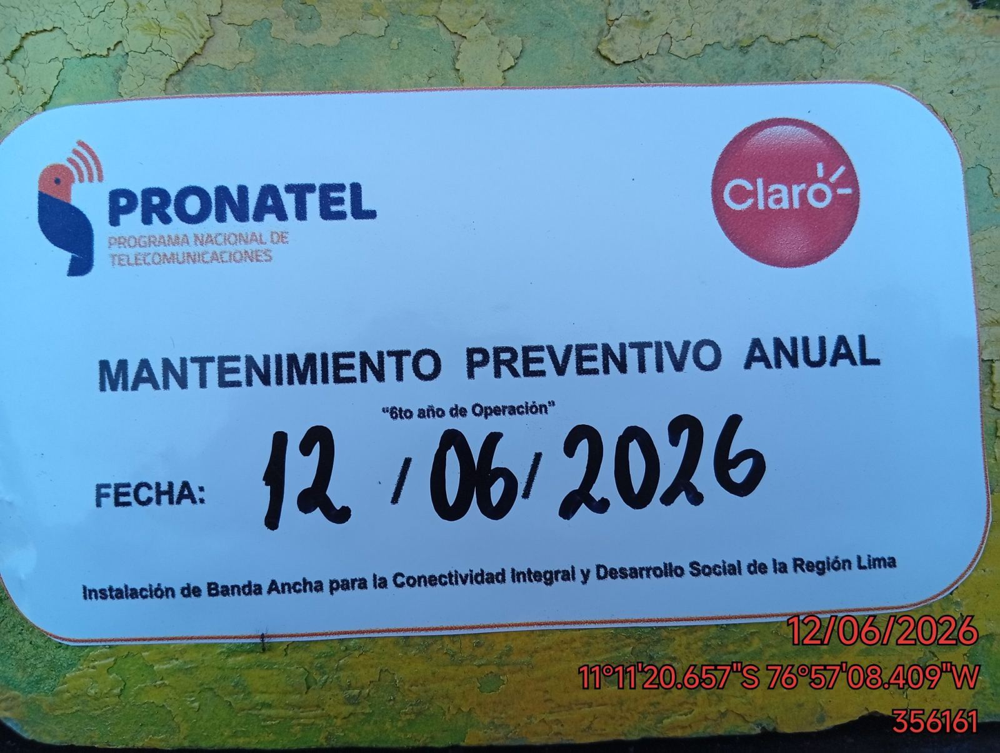 PRONATEL
PROGRAMA NACIONAL DE
TELECOMUNICACIONES
Claro
MANTENIMIENTO PREVENTIVO ANUAL
"6to año de Operación"
FECHA: 12 / 06 / 2026
Instalación de Banda Ancha para la Conectividad Integral y Desarrollo Social de la Región Lima
12/06/2026
11°11'20.657"S 76°57'08.409"W
356161